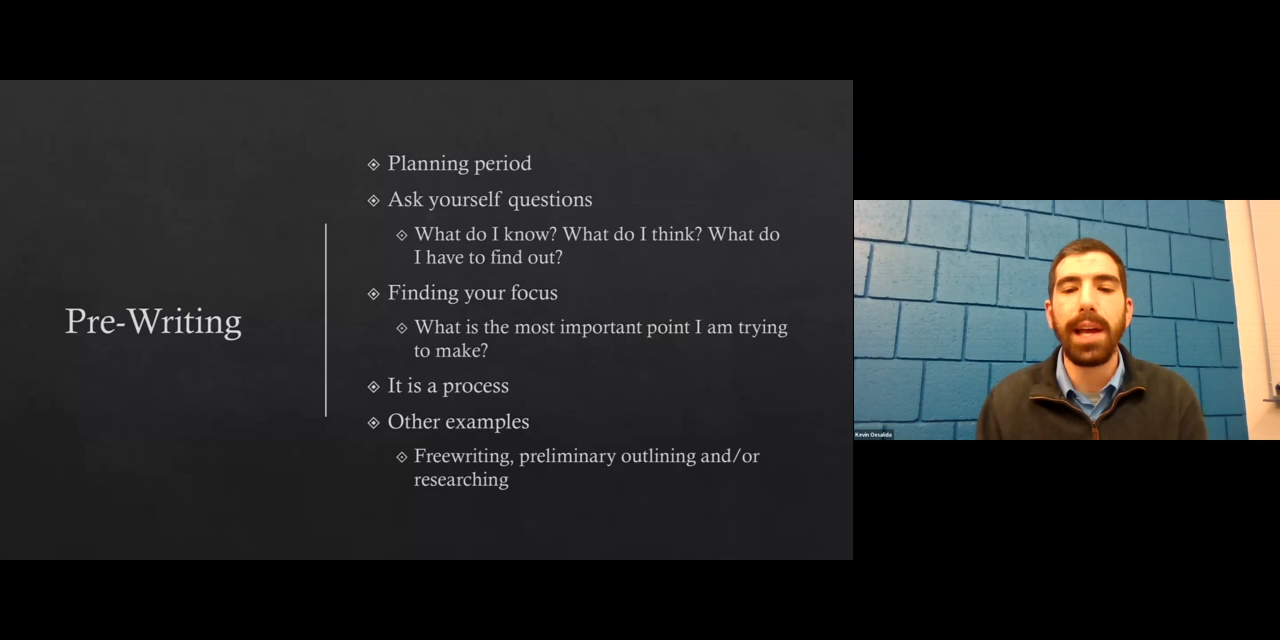 Pre-Writing
Planning period
Ask yourself questions
What do I know? What do I think? What do
I have to find out?
Finding your focus
What is the most important point I am trying
to make?
It is a process
Other examples
Freewriting, preliminary outlining and/or
researching
Kevin